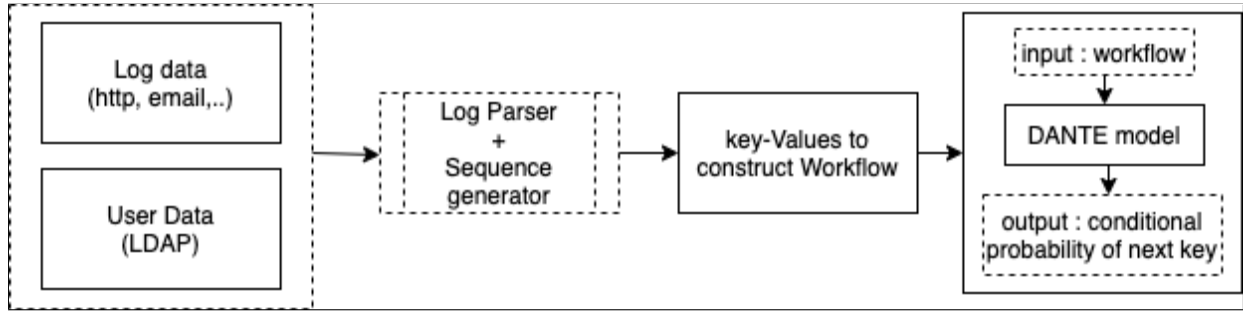 Log data
(http, email,..)
User Data
(LDAP)
Log Parser
+
Sequence
generator
key-Values to
construct Workflow
input : workflow
DANTE model
output : conditional
probability of next key